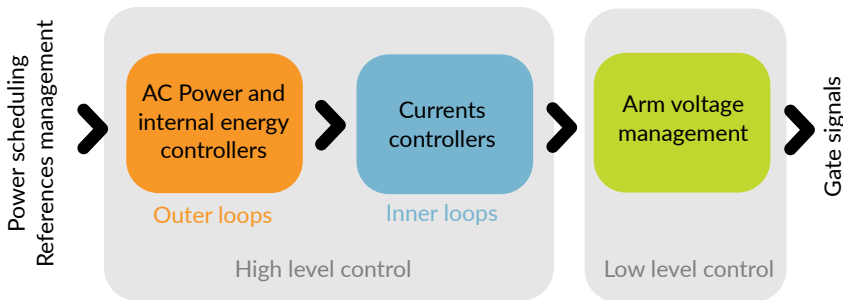 Power scheduling
References management
AC Power and
internal energy
controllers
Outer loops
Currents
controllers
Inner loops
High level control
Arm voltage
management
Low level control
Gate signals